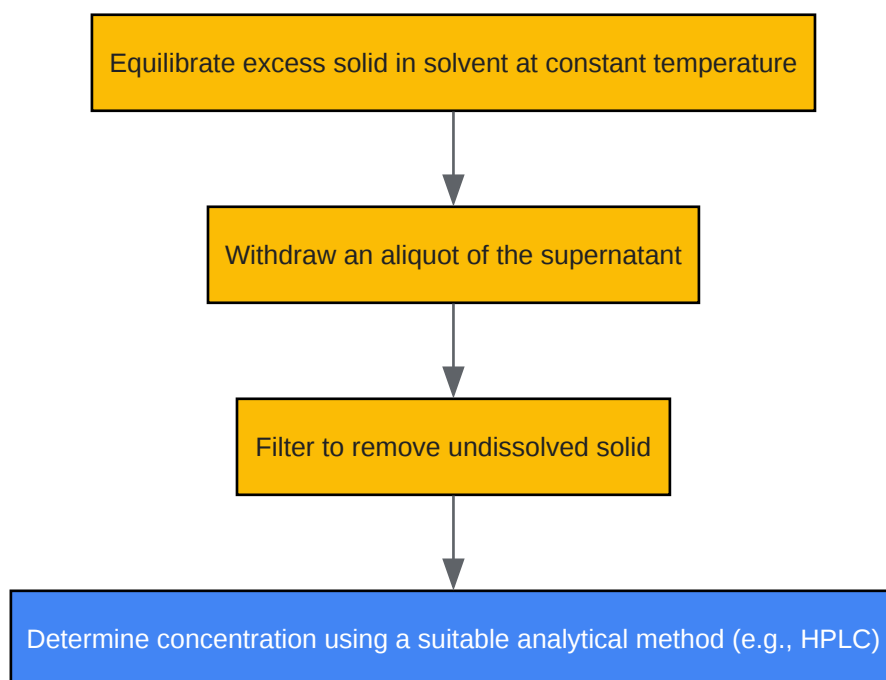 Equilibrate excess solid in solvent at constant temperature
Withdraw an aliquot of the supernatant
Filter to remove undissolved solid
Determine concentration using a suitable analytical method (e.g., HPLC)